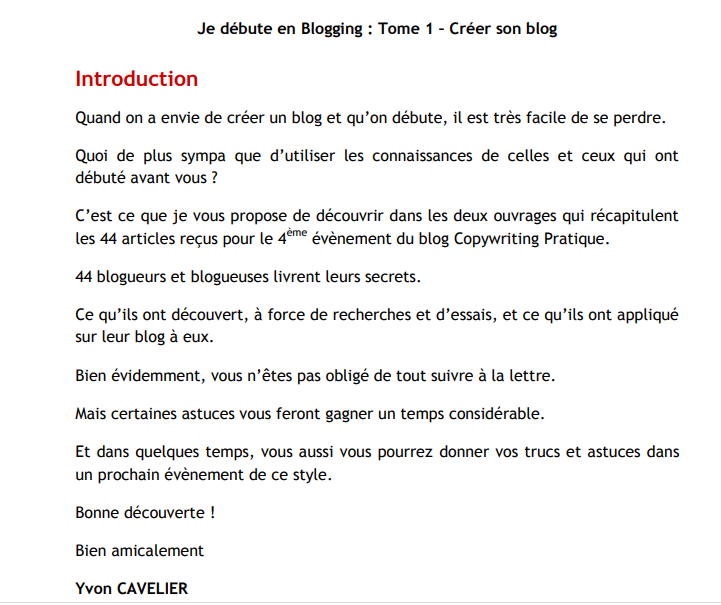 Je débute en Blogging : Tome 1 – Créer son blog
Introduction
Quand on a envie de créer un blog et qu’on débute, il est très facile de se perdre.
Quoi de plus sympa que d’utiliser les connaissances de celles et ceux qui ont
débuté avant vous ?
C’est ce que je vous propose de découvrir dans les deux ouvrages qui récapitulent
les 44 articles reçus pour le 4ème évènement du blog Copywriting Pratique.
44 blogueurs et blogueuses livrent leurs secrets.
Ce qu’ils ont découvert, à force de recherches et d’essais, et ce qu’ils ont appliqué
sur leur blog à eux.
Bien évidemment, vous n’êtes pas obligé de tout suivre à la lettre.
Mais certaines astuces vous feront gagner un temps considérable.
Et dans quelques temps, vous aussi vous pourrez donner vos trucs et astuces dans
un prochain évènement de ce style.
Bonne découverte !
Bien amicalement
Yvon CAVELIER